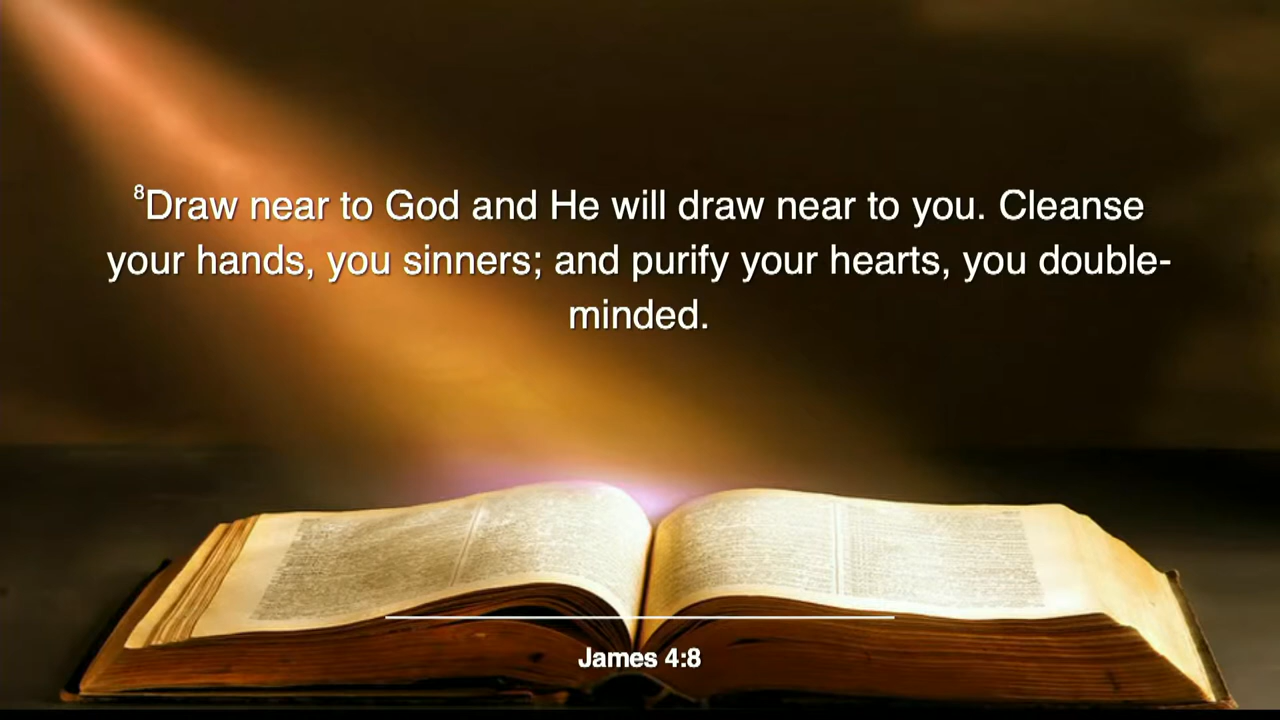 ⁸Draw near to God and He will draw near to you. Cleanse
your hands, you sinners; and purify your hearts, you double-
minded.
James 4:8